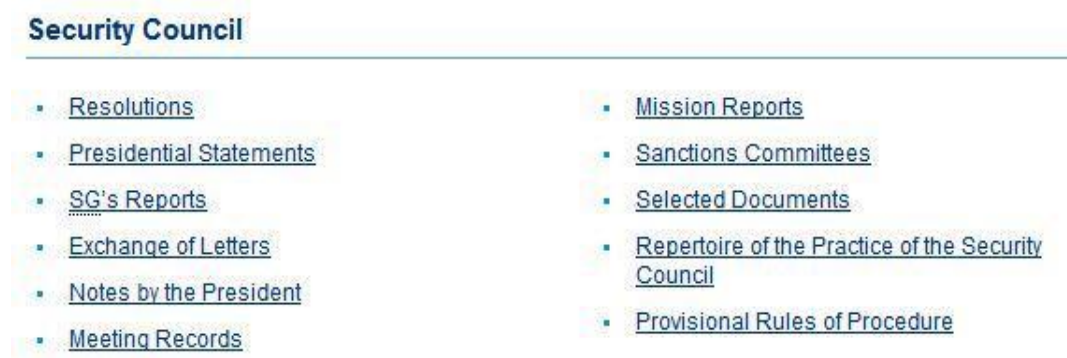 Security Council
Resolutions
Presidential Statements
SG's Reports
Exchange of Letters
Notes by the President
Meeting Records
Mission Reports
Sanctions Committees
Selected Documents
Repertoire of the Practice of the Security
Council
Provisional Rules of Procedure